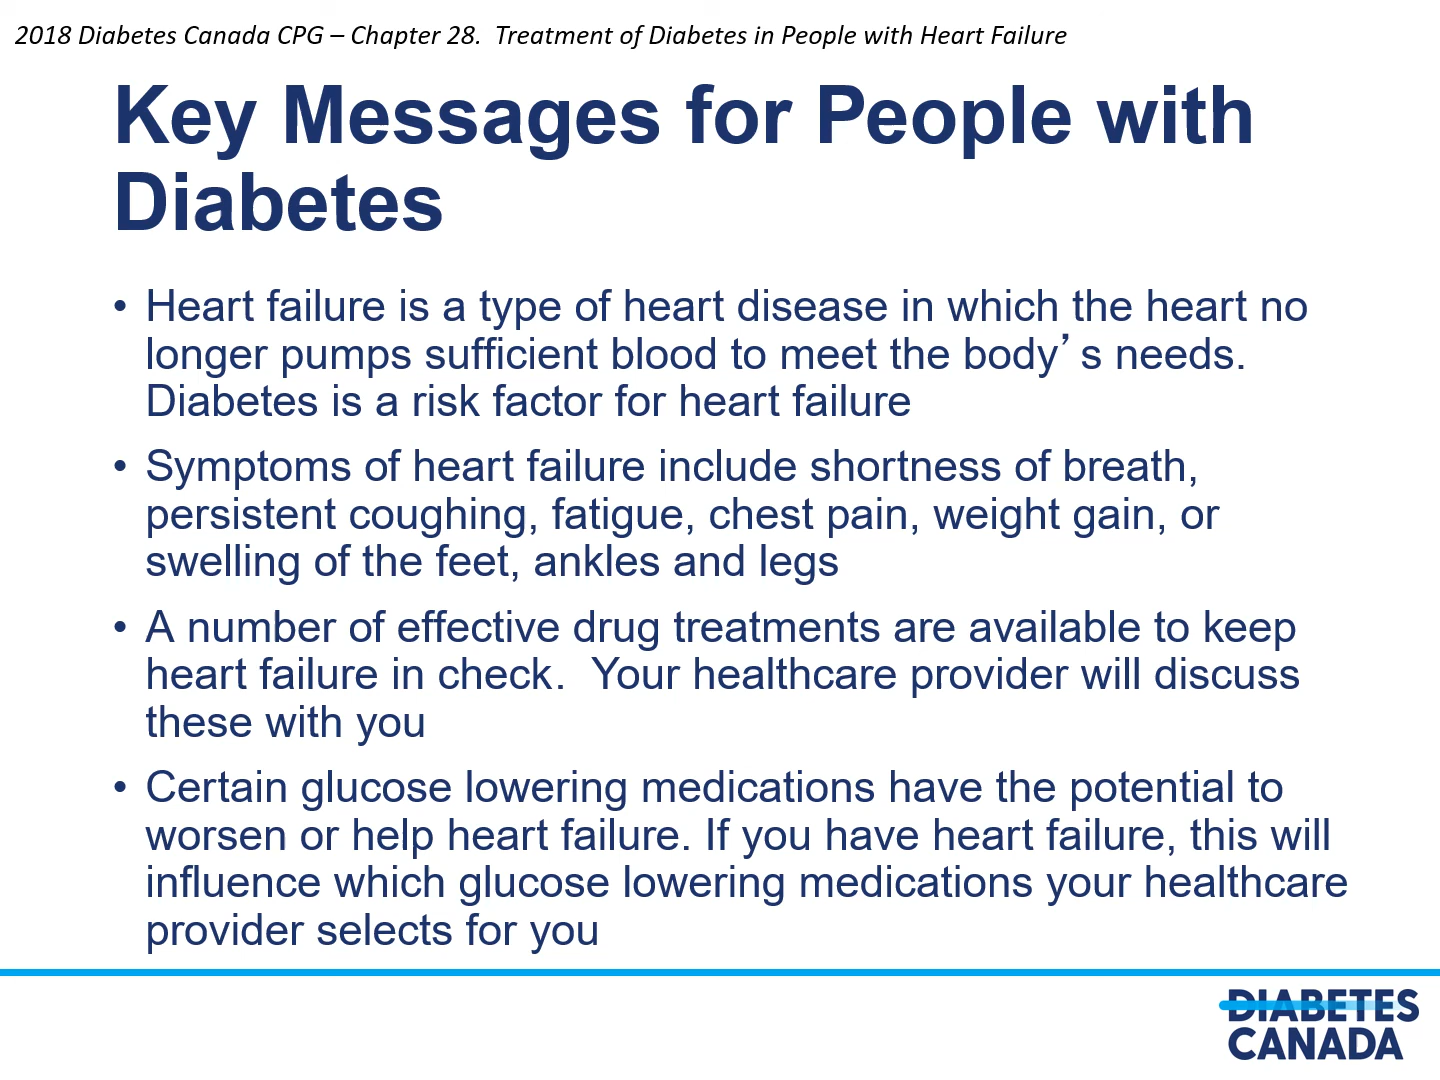 2018 Diabetes Canada CPG – Chapter 28.  Treatment of Diabetes in People with Heart Failure
Key Messages for People with
Diabetes
• Heart failure is a type of heart disease in which the heart no
longer pumps sufficient blood to meet the body’ s needs.
Diabetes is a risk factor for heart failure
• Symptoms of heart failure include shortness of breath,
persistent coughing, fatigue, chest pain, weight gain, or
swelling of the feet, ankles and legs
• A number of effective drug treatments are available to keep
heart failure in check.  Your healthcare provider will discuss
these with you
• Certain glucose lowering medications have the potential to
worsen or help heart failure. If you have heart failure, this will
influence which glucose lowering medications your healthcare
provider selects for you
DIABETES
CANADA